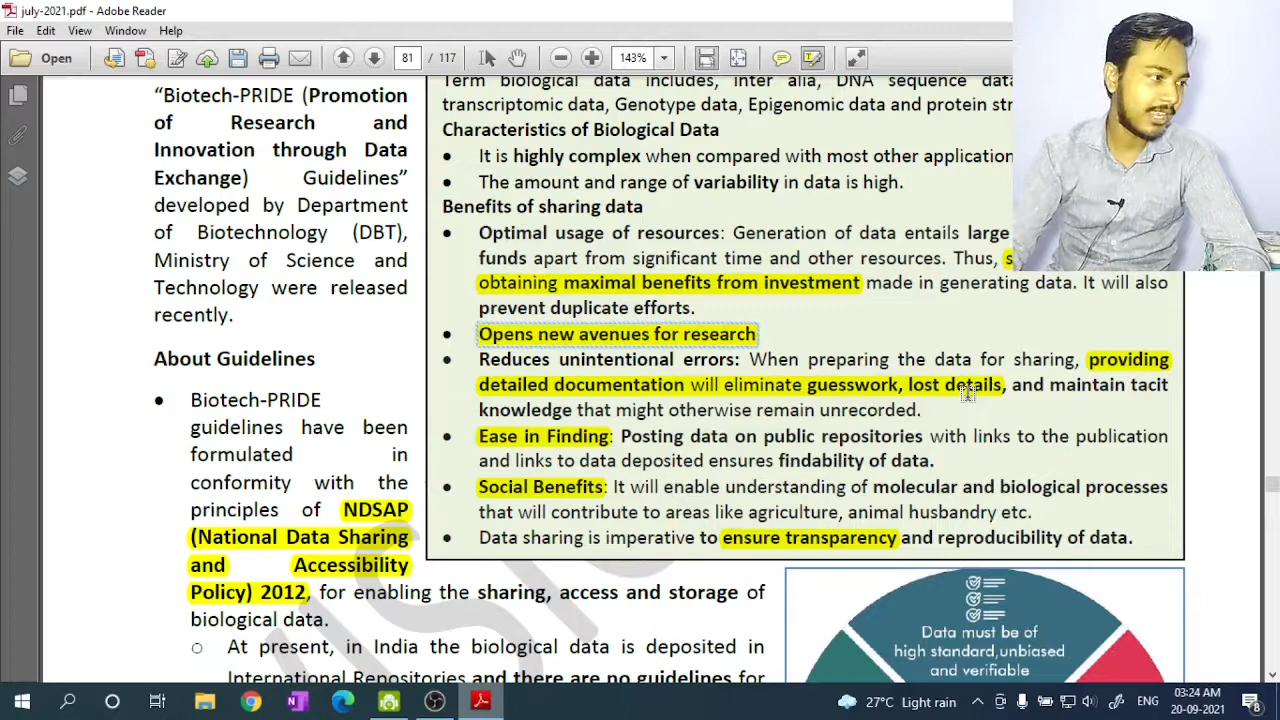 july-2021.pdf - Adobe Reader
File Edit View Window Help
Open 81 / 117 143%
“Biotech-PRIDE (Promotion
of Research and
Innovation through Data
Exchange) Guidelines”
developed by Department
of Biotechnology (DBT),
Ministry of Science and
Technology were released
recently.
About Guidelines
● Biotech-PRIDE
guidelines have been
formulated in
conformity with the
principles of NDSAP
(National Data Sharing
and Accessibility
Policy) 2012, for enabling the sharing, access and storage of
biological data.
○ At present, in India the biological data is deposited in
International Repositories and there are no guidelines for
Term biological data includes, inter alia, DNA sequence data
transcriptomic data, Genotype data, Epigenomic data and protein
Characteristics of Biological Data
● It is highly complex when compared with most other application
● The amount and range of variability in data is high.
Benefits of sharing data
● Optimal usage of resources: Generation of data entails large
funds apart from significant time and other resources. Thus,
obtaining maximal benefits from investment made in generating data. It will also
prevent duplicate efforts.
● Opens new avenues for research
● Reduces unintentional errors: When preparing the data for sharing, providing
detailed documentation will eliminate guesswork, lost details, and maintain tacit
knowledge that might otherwise remain unrecorded.
● Ease in Finding: Posting data on public repositories with links to the publication
and links to data deposited ensures findability of data.
● Social Benefits: It will enable understanding of molecular and biological processes
that will contribute to areas like agriculture, animal husbandry etc.
● Data sharing is imperative to ensure transparency and reproducibility of data.
Data must be of
high standard,unbiased
and verifiable
27°C Light rain ENG 03:24 AM
20-09-2021 8